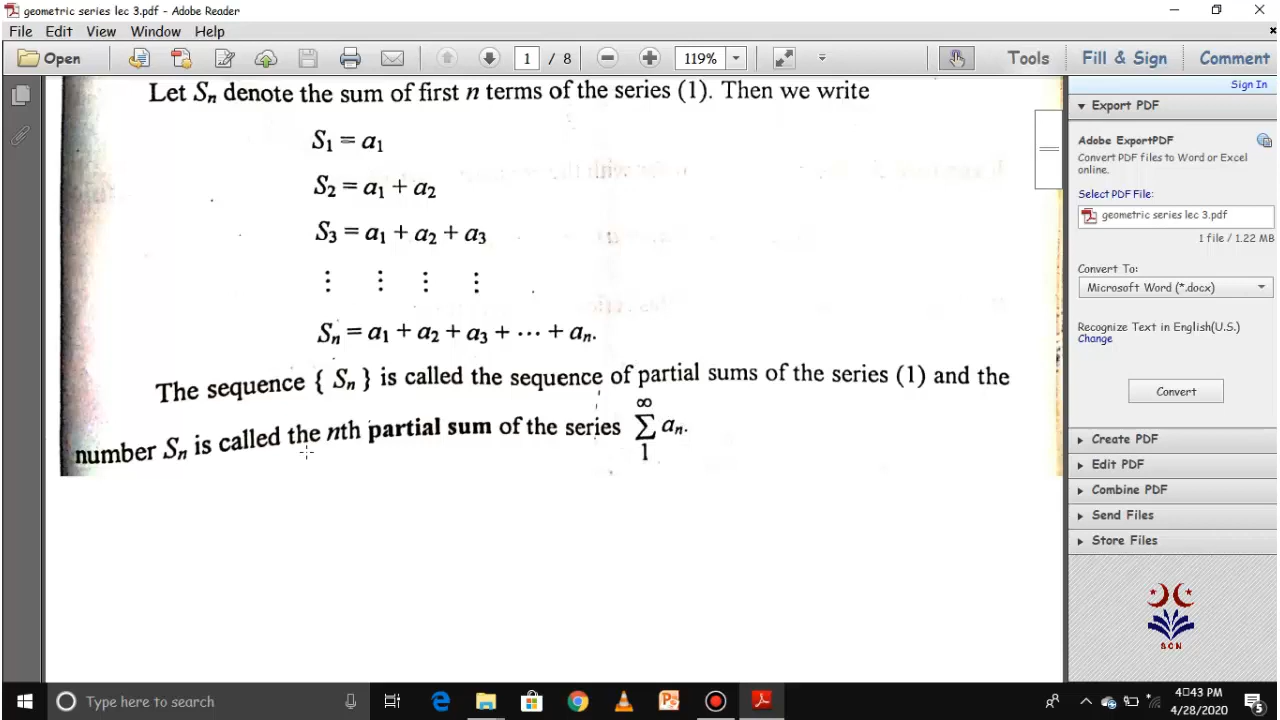 geometric series lec 3.pdf - Adobe Reader
File Edit View Window Help
Open 1 / 8 119% Tools Fill & Sign Comment
Sign In
Let Sₙ denote the sum of first n terms of the series (1). Then we write
S₁ = a₁
S₂ = a₁ + a₂
S₃ = a₁ + a₂ + a₃
⋮ ⋮ ⋮ ⋮
Sₙ = a₁ + a₂ + a₃ + ⋯ + aₙ.
The sequence { Sₙ } is called the sequence of partial sums of the series (1) and the
number Sₙ is called the nth partial sum of the series ∞ ∑ 1 aₙ.
Export PDF
Adobe ExportPDF
Convert PDF files to Word or Excel
online.
Select PDF File:
geometric series lec 3.pdf
1 file / 1.22 MB
Convert To:
Microsoft Word (*.docx)
Recognize Text in English(U.S.)
Change
Convert
Create PDF
Edit PDF
Combine PDF
Send Files
Store Files
SCN
Type here to search
4:43 PM
4/28/2020
5